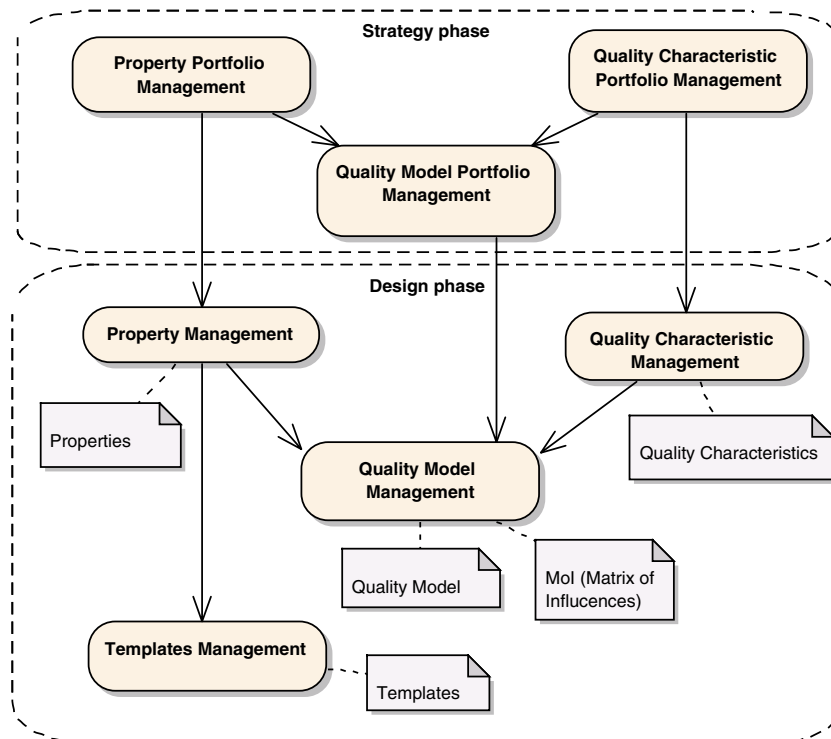 Strategy phase
Property Portfolio
Management
Quality Characteristic
Portfolio Management
Quality Model Portfolio
Management
Design phase
Property Management
Quality Characteristic
Management
Properties
Quality Characteristics
Quality Model
Management
Quality Model
MoI (Matrix of
Influcences)
Templates Management
Templates